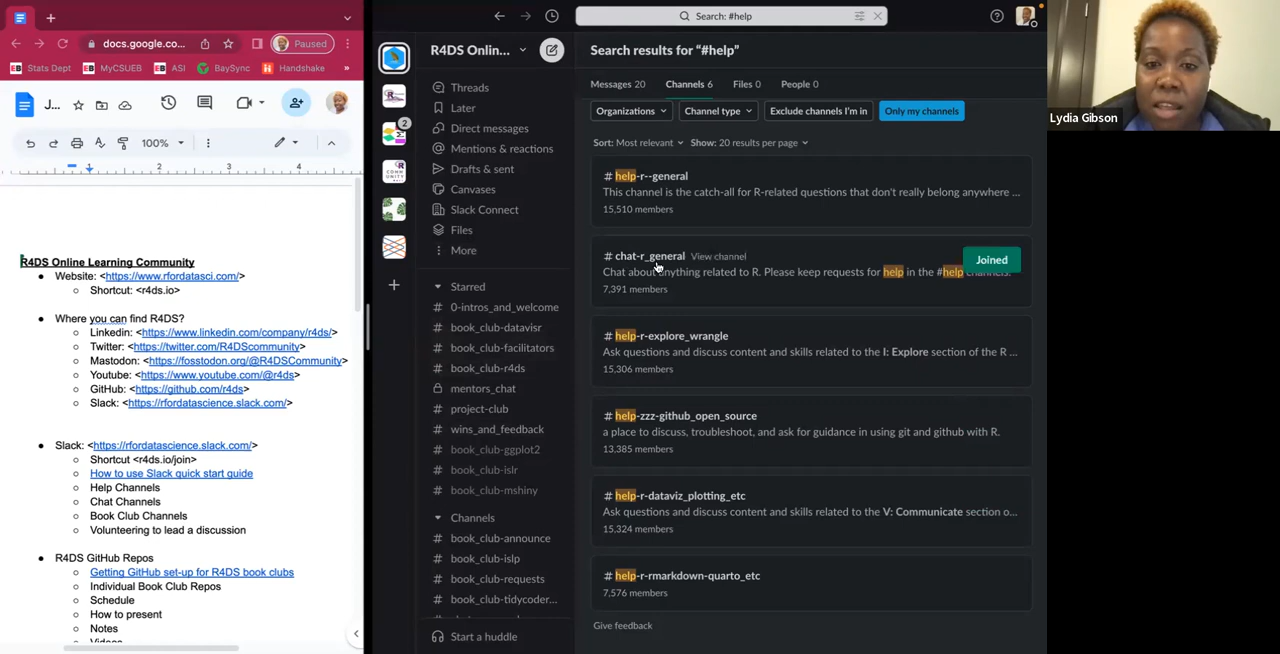 docs.google.co...
Paused
Stats Dept
MyCSUEB
ASI
BaySync
Handshake
»
J...
100%
1
2
3
4
R4DS Online Learning Community
Website: <https://www.rfordatasci.com/>
Shortcut: <r4ds.io>
Where you can find R4DS?
Linkedin: <https://www.linkedin.com/company/r4ds/>
Twitter: <https://twitter.com/R4DScommunity>
Mastodon: <https://fosstodon.org/@R4DSCommunity>
Youtube: <https://www.youtube.com/@r4ds>
GitHub: <https://github.com/r4ds>
Slack: <https://rfordatascience.slack.com/>
Slack: <https://rfordatascience.slack.com/>
Shortcut <r4ds.io/join>
How to use Slack quick start guide
Help Channels
Chat Channels
Book Club Channels
Volunteering to lead a discussion
R4DS GitHub Repos
Getting GitHub set-up for R4DS book clubs
Individual Book Club Repos
Schedule
How to present
Notes
Videos
Search: #help
2
R4DS Onlin...
Threads
Later
Direct messages
Mentions & reactions
Drafts & sent
Canvases
Slack Connect
Files
More
Starred
# 0-intros_and_welcome
# book_club-datavisr
# book_club-facilitators
# book_club-r4ds
mentors_chat
# project-club
# wins_and_feedback
# book_club-ggplot2
# book_club-islr
# book_club-mshiny
Channels
# book_club-announce
# book_club-islp
# book_club-requests
# book_club-tidycoder...
Start a huddle
Search results for “#help”
Messages 20
Channels 6
Files 0
People 0
Organizations
Channel type
Exclude channels I'm in
Only my channels
Sort: Most relevant
Show: 20 results per page
# help-r--general
This channel is the catch-all for R-related questions that don't really belong anywhere ...
15,510 members
# chat-r_general View channel
Joined
Chat about anything related to R. Please keep requests for help in the #help channels.
7,391 members
# help-r-explore_wrangle
Ask questions and discuss content and skills related to the I: Explore section of the R ...
15,306 members
# help-zzz-github_open_source
a place to discuss, troubleshoot, and ask for guidance in using git and github with R.
13,385 members
# help-r-dataviz_plotting_etc
Ask questions and discuss content and skills related to the V: Communicate section o...
15,324 members
# help-r-rmarkdown-quarto_etc
7,576 members
Give feedback
Lydia Gibson